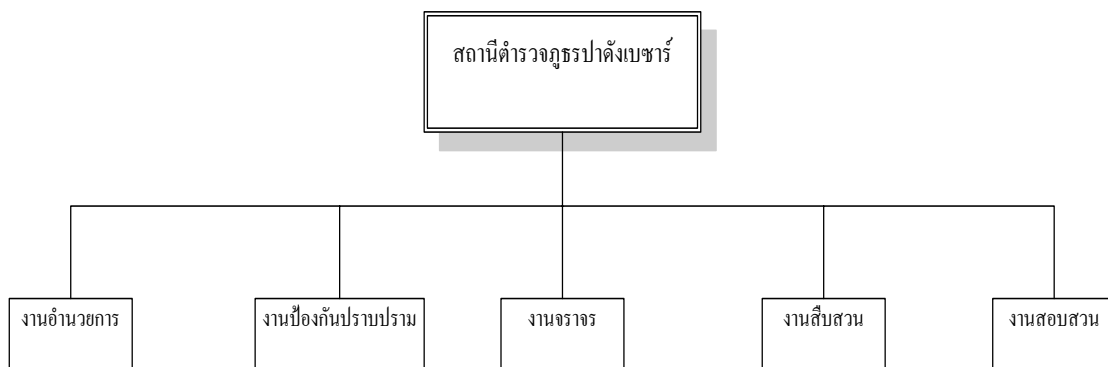 สถานีตำรวจภูธรปาดังเบซาร์
งานอำนวยการ
งานป้องกันปราบปราม
งานจราจร
งานสืบสวน
งานสอบสวน